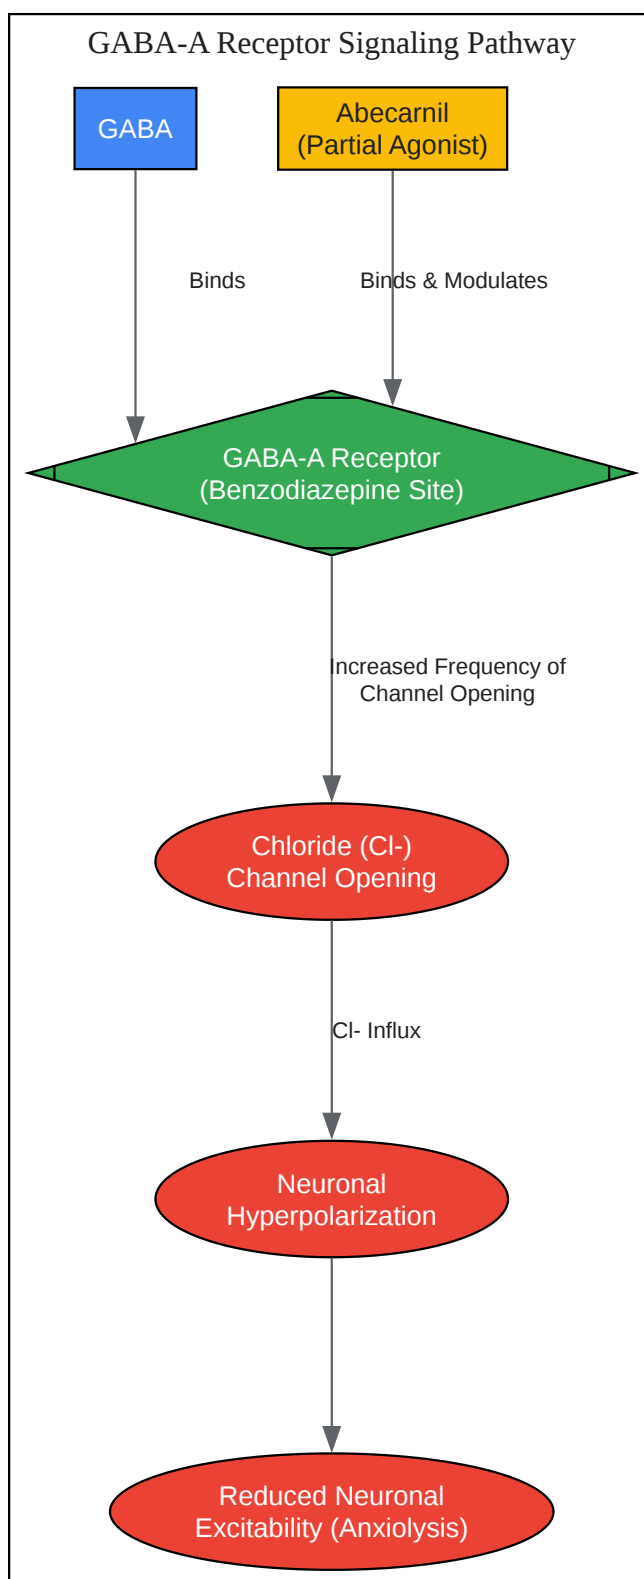 GABA-A Receptor Signaling Pathway
GABA
Abecarnil
(Partial Agonist)
Binds
Binds & Modulates
GABA-A Receptor
(Benzodiazepine Site)
Increased Frequency of
Channel Opening
Chloride (Cl-)
Channel Opening
Cl- Influx
Neuronal
Hyperpolarization
Reduced Neuronal
Excitability (Anxiolysis)